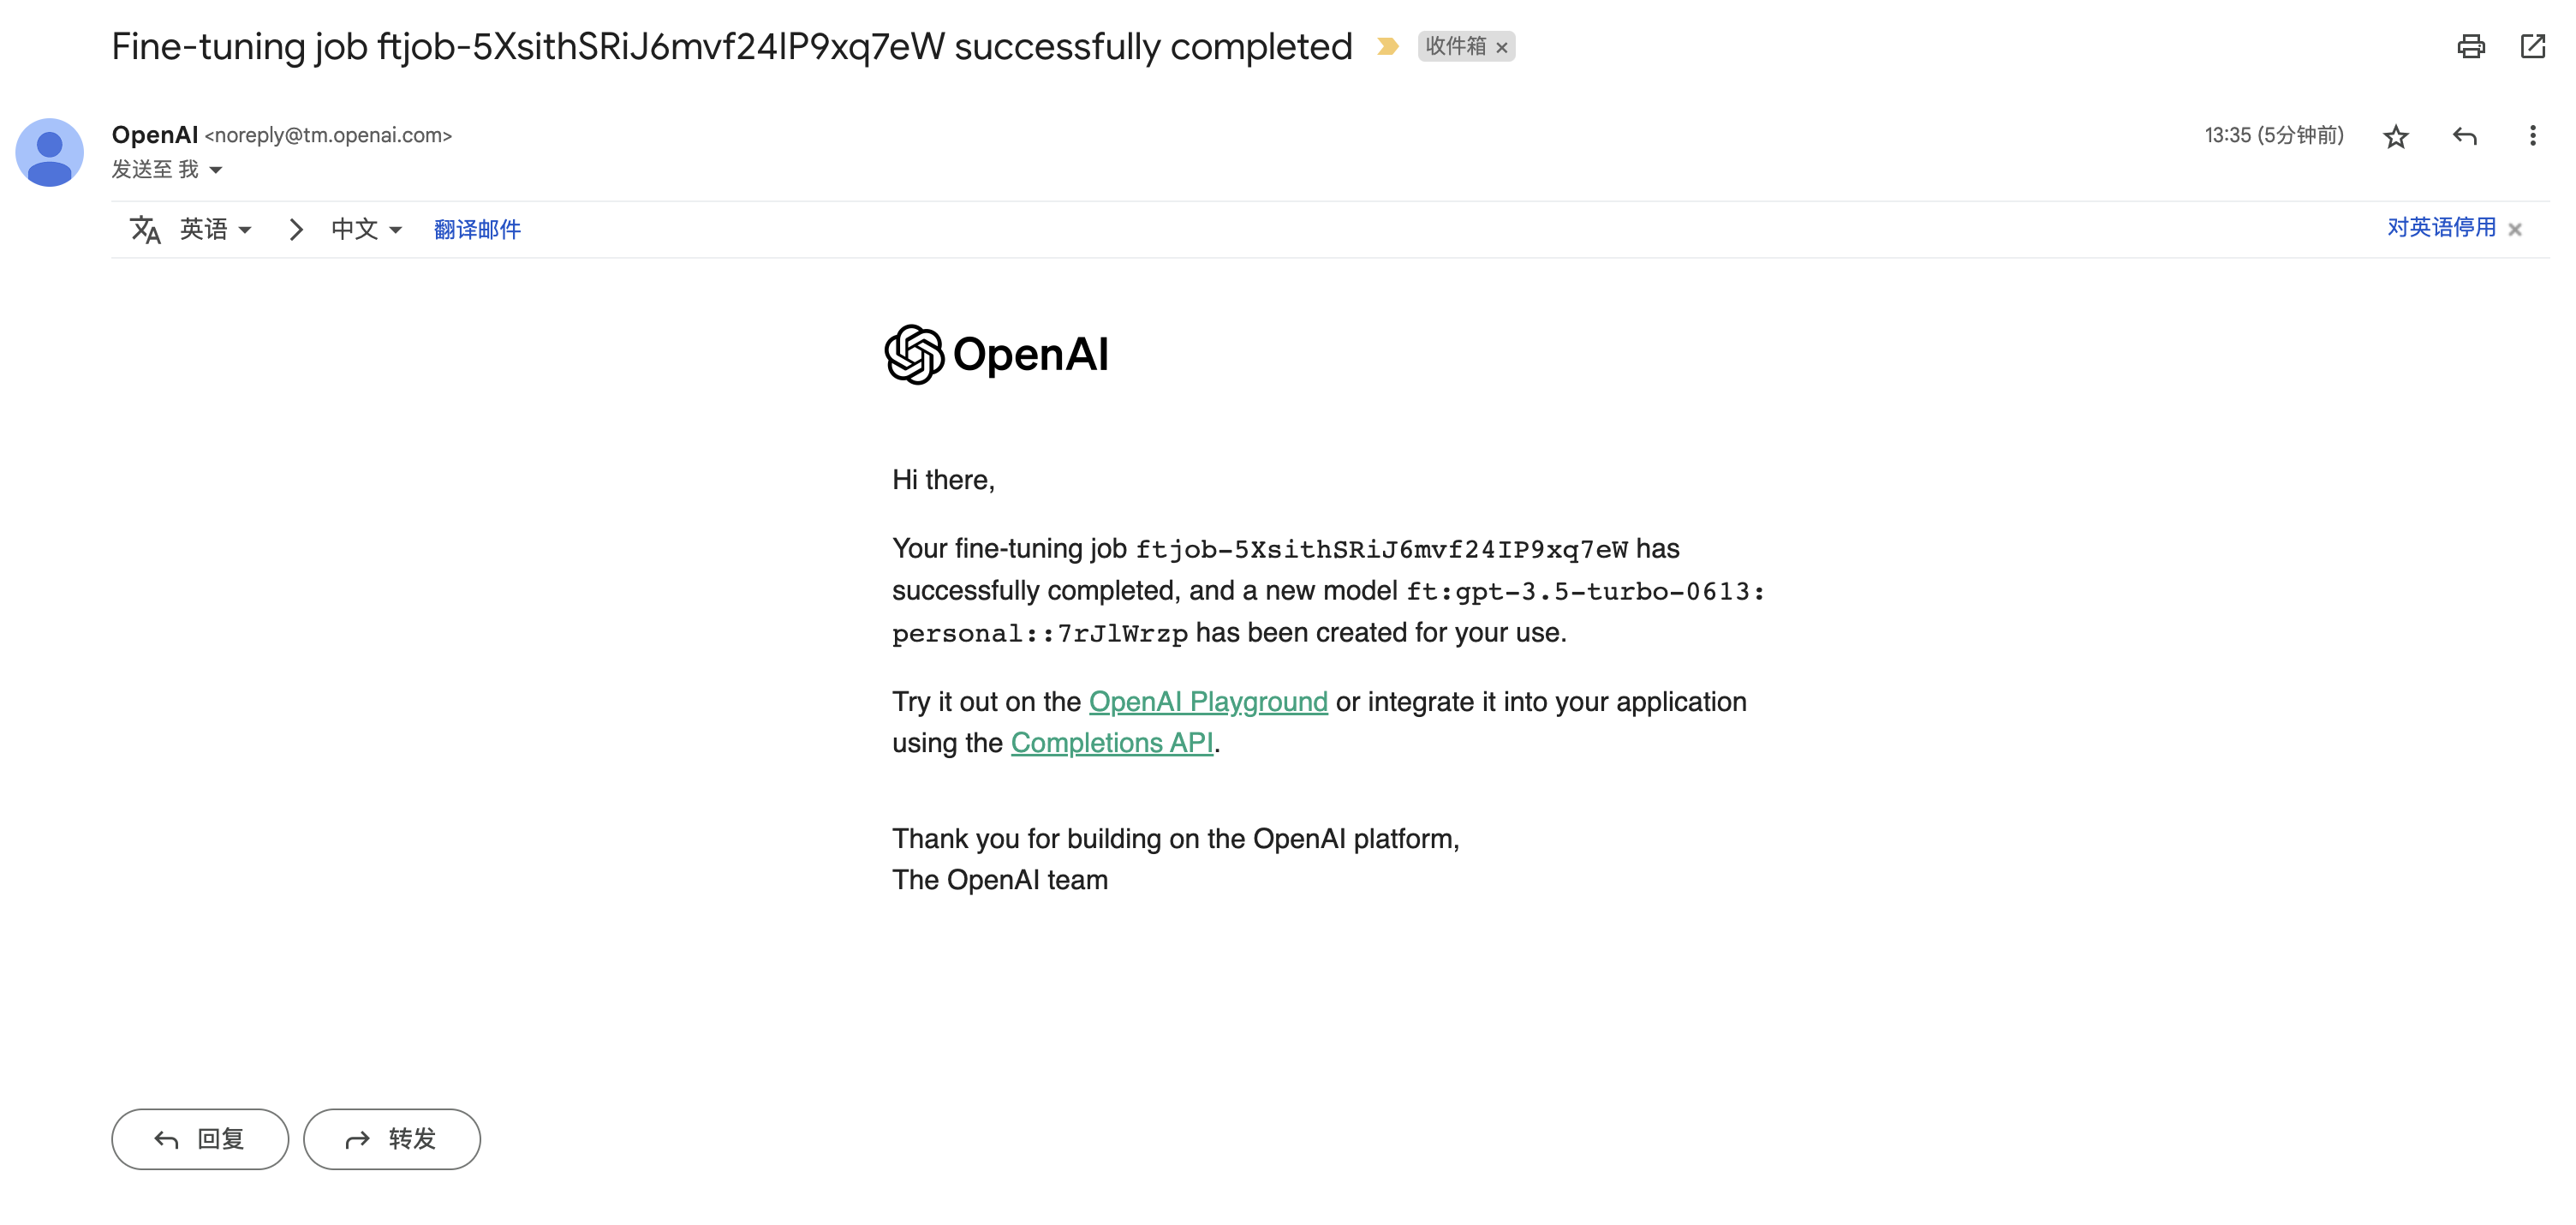 Fine-tuning job ftjob-5XsithSRiJ6mvf24IP9xq7eW successfully completed 收件箱 ×
OpenAI <noreply@tm.openai.com> 13:35 (5分钟前)
发送至 我
英语 中文 翻译邮件 对英语停用 ×
OpenAI
Hi there,
Your fine-tuning job ftjob-5XsithSRiJ6mvf24IP9xq7eW has
successfully completed, and a new model ft:gpt-3.5-turbo-0613:
personal::7rJlWrzp has been created for your use.
Try it out on the OpenAI Playground or integrate it into your application
using the Completions API.
Thank you for building on the OpenAI platform,
The OpenAI team
回复 转发